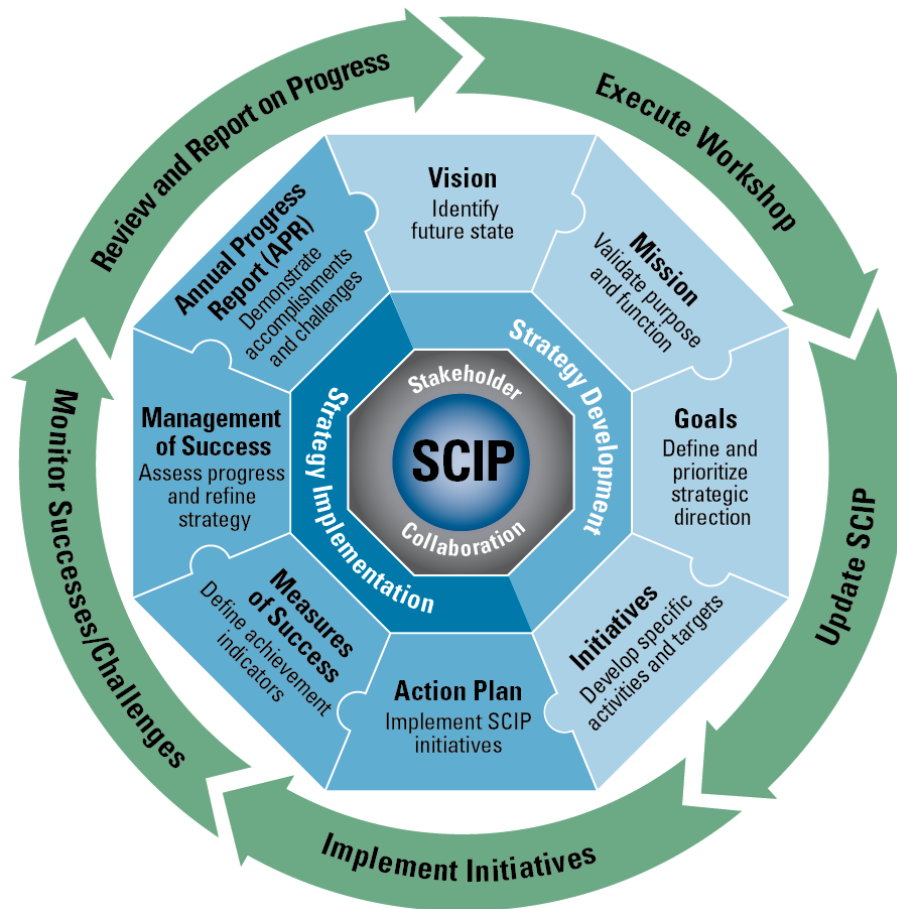 Review and Report on Progress
Execute Workshop
Update SCIP
Implement Initiatives
Monitor Successes/Challenges
Vision
Identify
future state
Mission
Validate purpose
and function
Goals
Define and
prioritize
strategic
direction
Initiatives
Develop specific
activities and targets
Action Plan
Implement SCIP
initiatives
Measures
of Success
Define achievement
indicators
Management
of Success
Assess progress
and refine
strategy
Annual Progress
Report (APR)
Demonstrate
accomplishments
and challenges
Strategy Development
Strategy Implementation
Stakeholder
SCIP
Collaboration